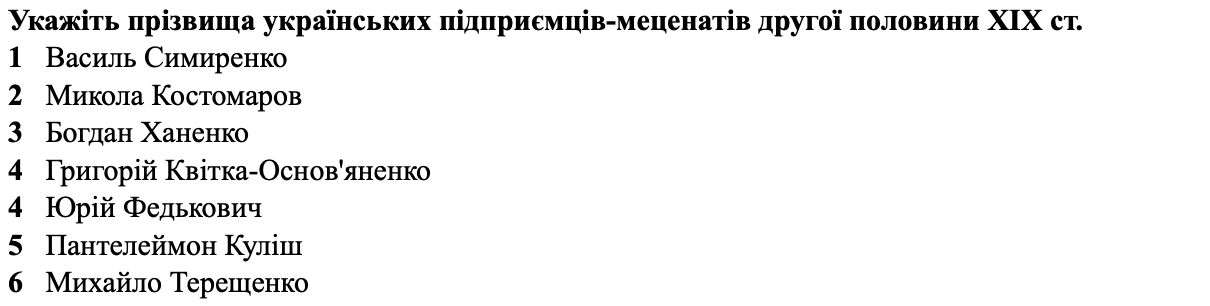 Укажіть прізвища українських підприємців-меценатів другої половини ХІХ ст.
1 Василь Симиренко
2 Микола Костомаров
3 Богдан Ханенко
4 Григорій Квітка-Основ'яненко
4 Юрій Федькович
5 Пантелеймон Куліш
6 Михайло Терещенко